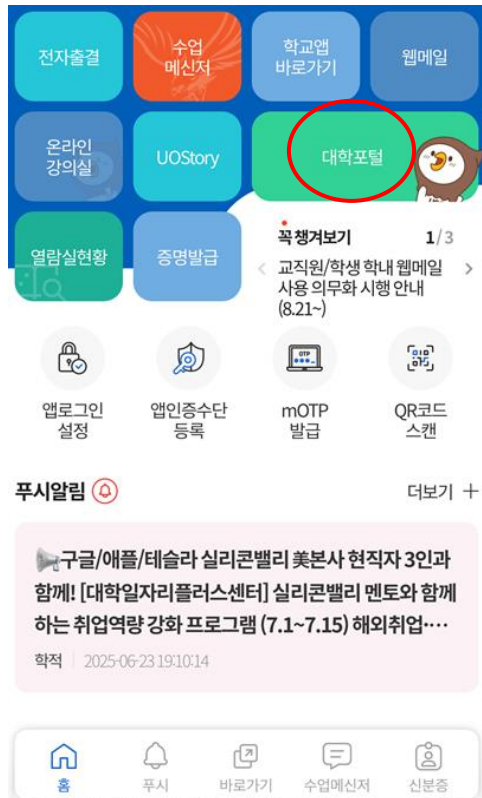 전자출결
수업
메신저
학교앱
바로가기
웹메일
온라인
강의실
UOStory
대학포털
열람실현황
증명발급
꼭 챙겨보기
1/3
교직원/학생 학내 웹메일
사용 의무화 시행 안내
(8.21~)
앱로그인
설정
앱인증수단
등록
OTP
mOTP
발급
QR코드
스캔
푸시알림
더보기 +
구글/애플/테슬라 실리콘밸리 美본사 현직자 3인과
함께! [대학일자리플러스센터] 실리콘밸리 멘토와 함께
하는 취업역량 강화 프로그램 (7.1~7.15) 해외취업····
학적 2025-06-23 19:10:14
홈
푸시
바로가기
수업메신저
신분증